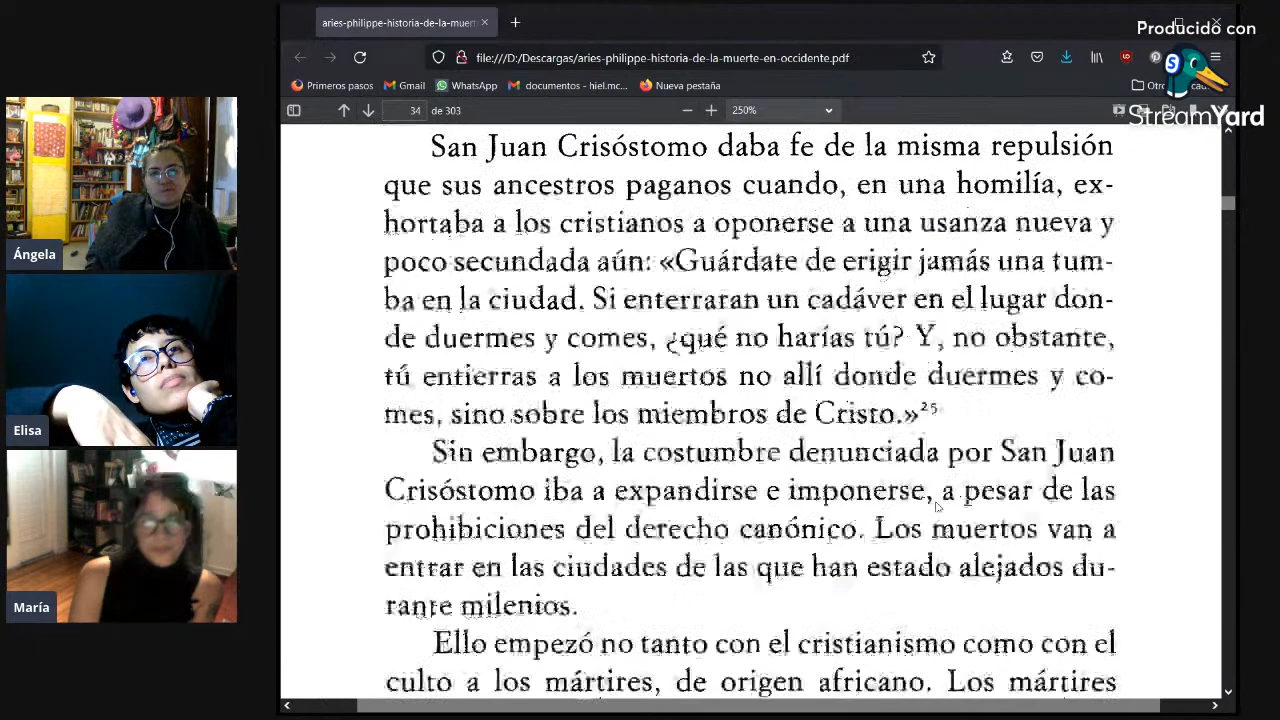 aries-philippe-historia-de-la-muert
Producido con
StreamYard
file:///D:/Descargas/aries-philippe-historia-de-la-muerte-en-occidente.pdf
Primeros pasos
Gmail
WhatsApp
documentos - hiel.mc...
Nueva pestaña
34 de 303
250%
San Juan Crisóstomo daba fe de la misma repulsión
que sus ancestros paganos cuando, en una homilía, ex-
hortaba a los cristianos a oponerse a una usanza nueva y
poco secundada aún: «Guárdate de erigir jamás una tum-
ba en la ciudad. Si enterraran un cadáver en el lugar don-
de duermes y comes, ¿qué no harías tú? Y, no obstante,
tú entierras a los muertos no allí donde duermes y co-
mes, sino sobre los miembros de Cristo.»25
Sin embargo, la costumbre denunciada por San Juan
Crisóstomo iba a expandirse e imponerse, a pesar de las
prohibiciones del derecho canónico. Los muertos van a
entrar en las ciudades de las que han estado alejados du-
rante milenios.
Ello empezó no tanto con el cristianismo como con el
culto a los mártires, de origen africano. Los mártires
Ángela
Elisa
María